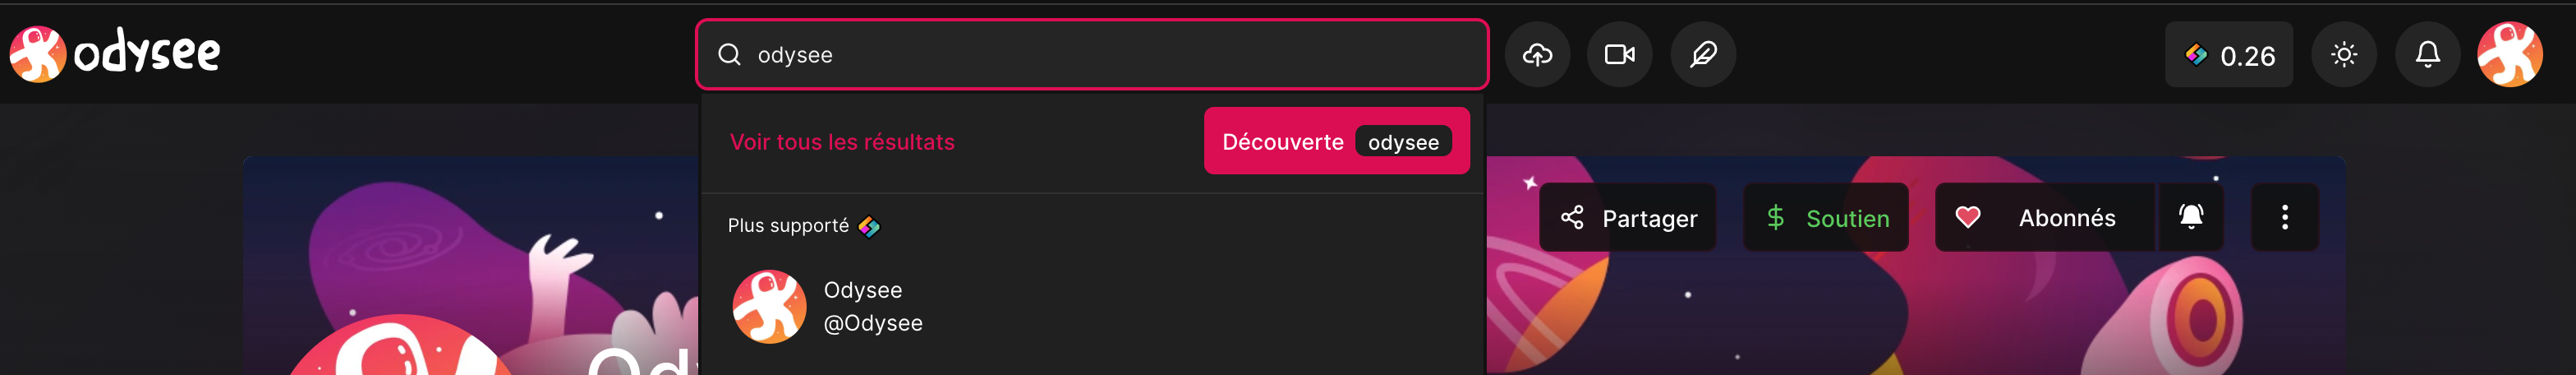 odysee
odysee
0.26
Voir tous les résultats
Découverte odysee
Partager
Soutien
Abonnés
Plus supporté
Odysee
@Odysee